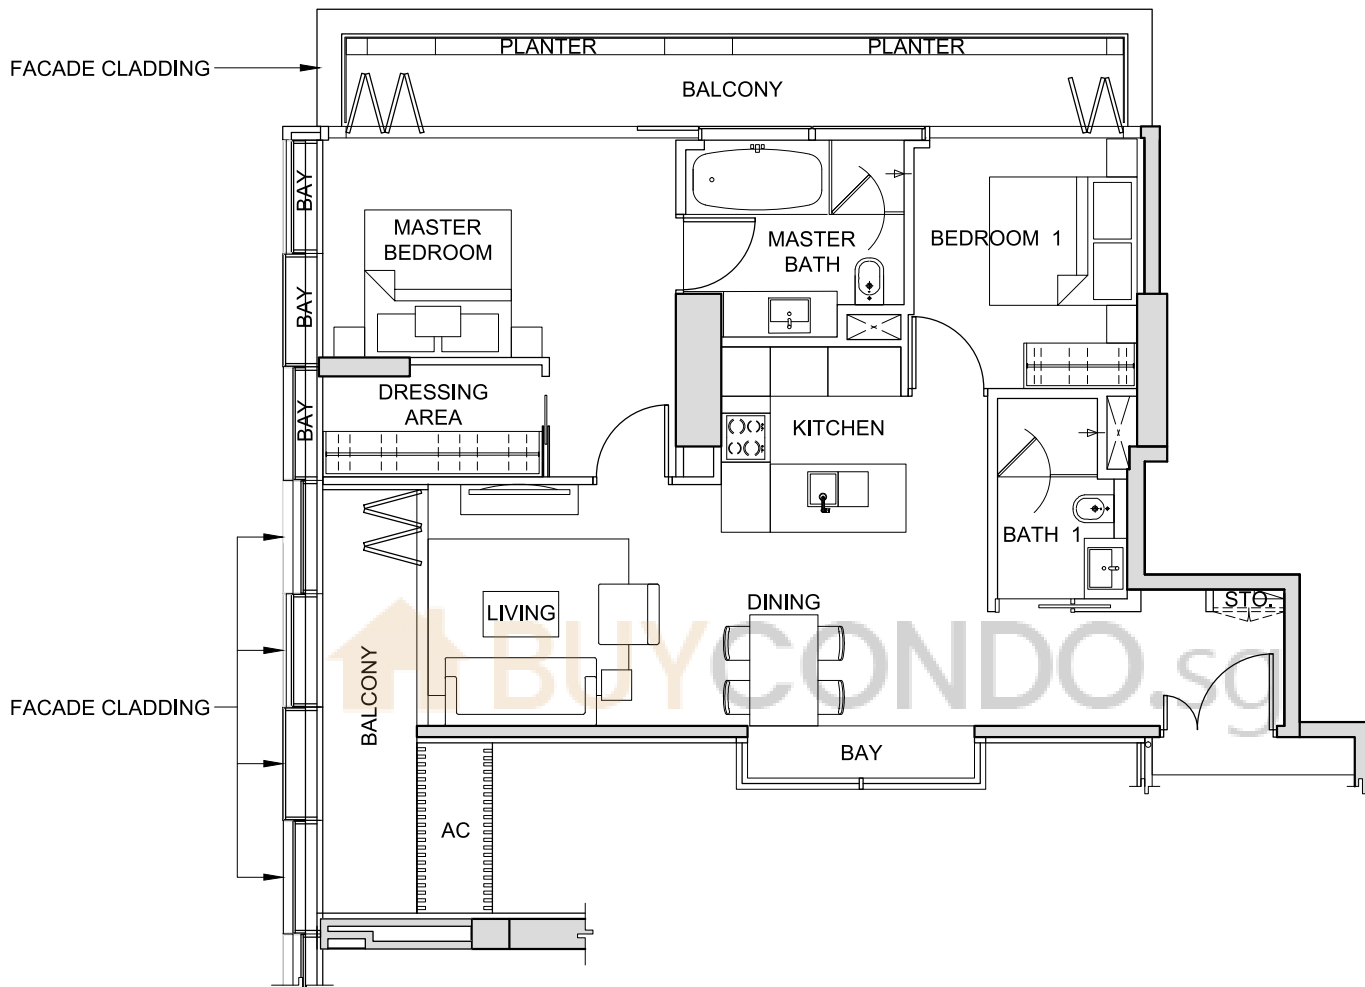 PLANTER
PLANTER
FACADE CLADDING
BALCONY
BAY
MASTER
BEDROOM
MASTER
BATH
BEDROOM 1
BAY
DRESSING
AREA
BAY
KITCHEN
BATH 1
LIVING
DINING
STO.
BUYCONDO.sg
BALCONY
FACADE CLADDING
BAY
AC